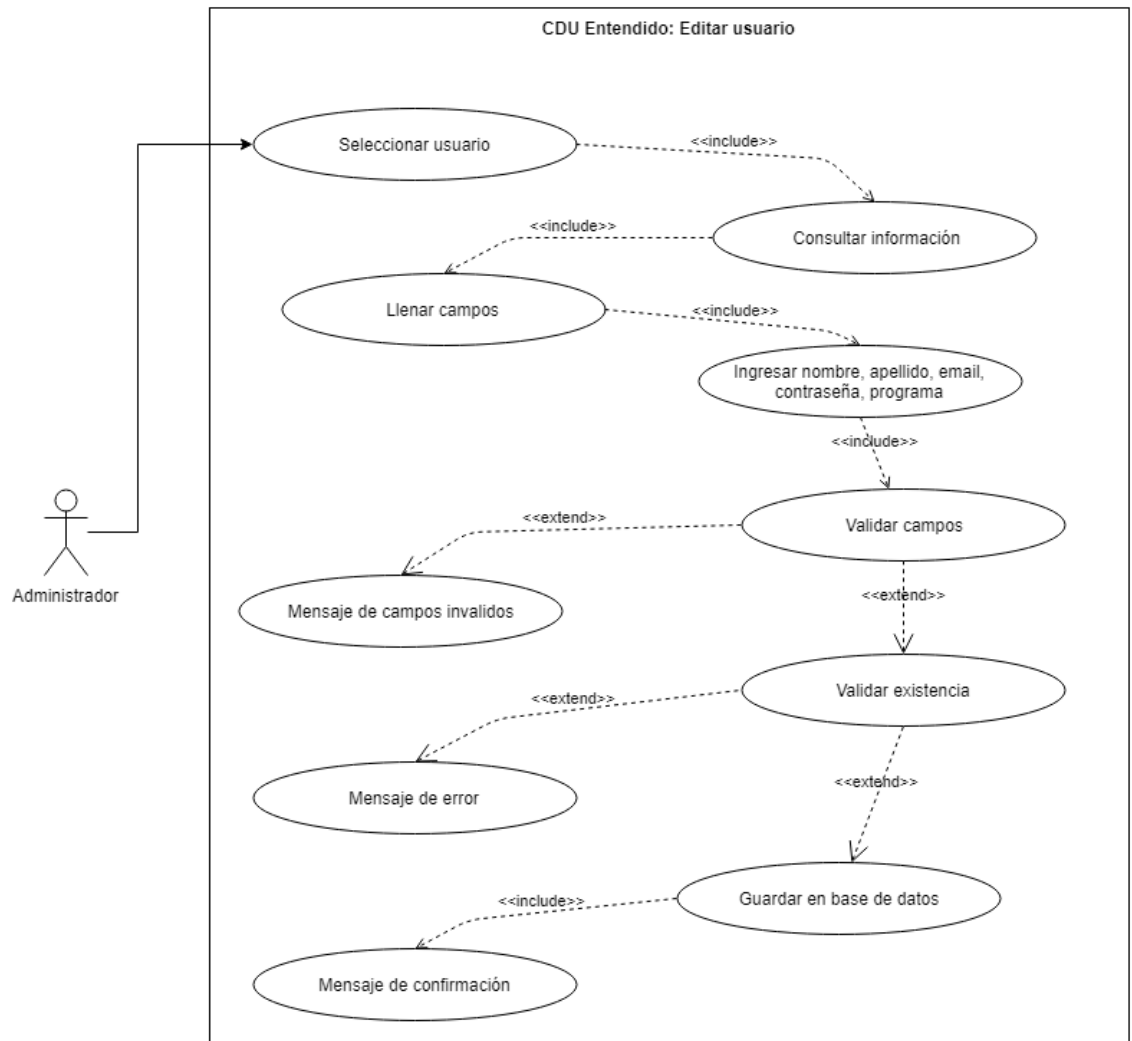 CDU Entendido: Editar usuario
Seleccionar usuario
<<include>>
Consultar información
<<include>>
Llenar campos
<<include>>
Ingresar nombre, apellido, email,
contraseña, programa
<<include>>
Validar campos
<<extend>>
Mensaje de campos invalidos
<<extend>>
Administrador
Validar existencia
<<extend>>
Mensaje de error
<<extend>>
Guardar en base de datos
<<include>>
Mensaje de confirmación